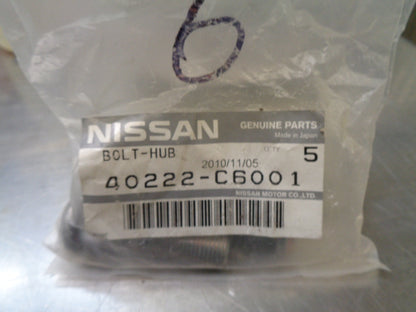 6
NISSAN GENUINE PARTS
Made in Japan
BOLT-HUB Q'TY 5
2010/11/05
40222-C6001
NISSAN MOTOR CO.,LTD.